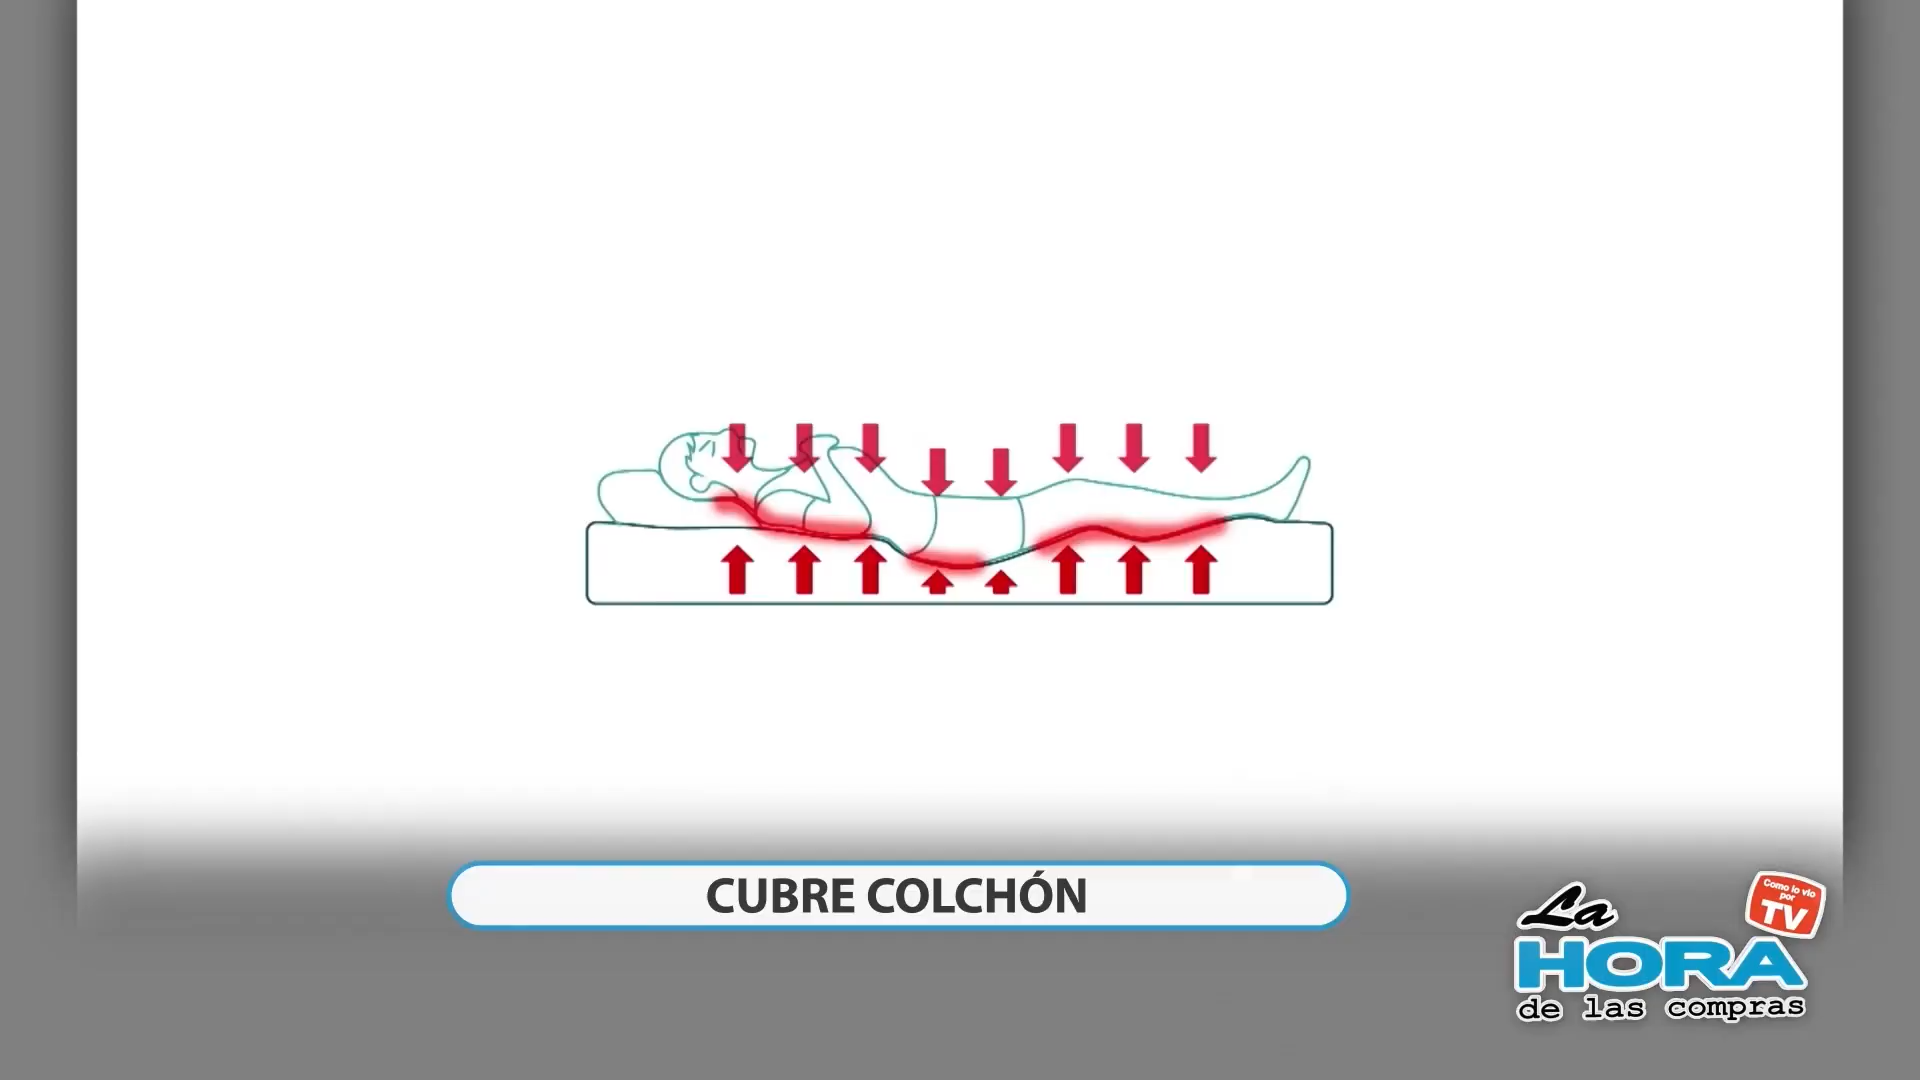 CUBRE COLCHÓN
Como lo vio
por
TV
La
HORA
de las compras